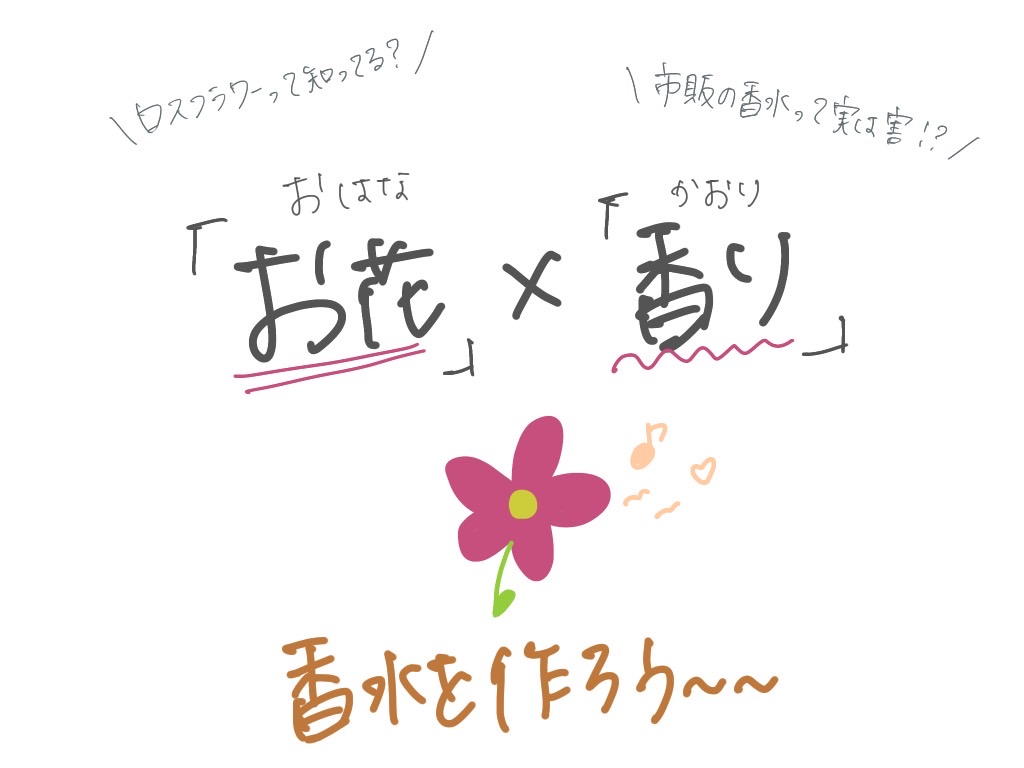 \ロスフラワーって知ってる?/
\市販の香水って実は害!?/
おはな かおり
「お花」×「香り」
香水を作ろう〜〜